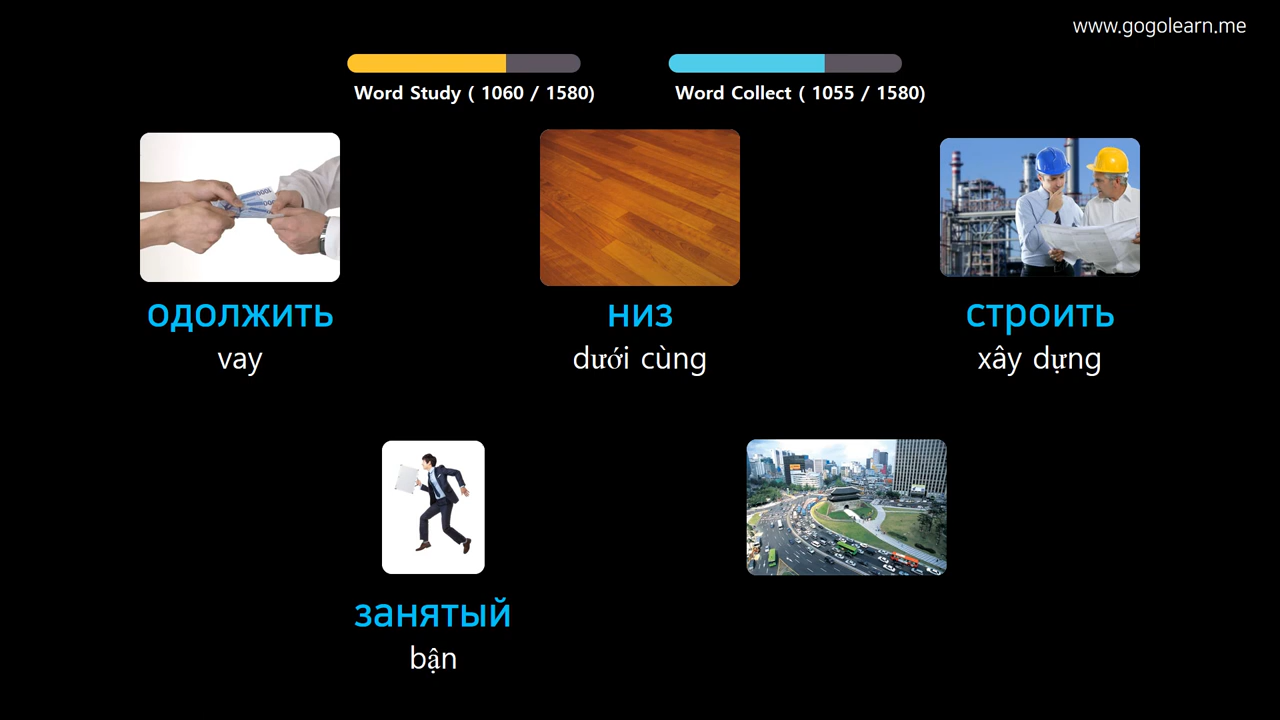 www.gogolearn.me
Word Study ( 1060 / 1580)
Word Collect ( 1055 / 1580)
одолжить
vay
низ
dưới cùng
строить
xây dựng
занятый
bận